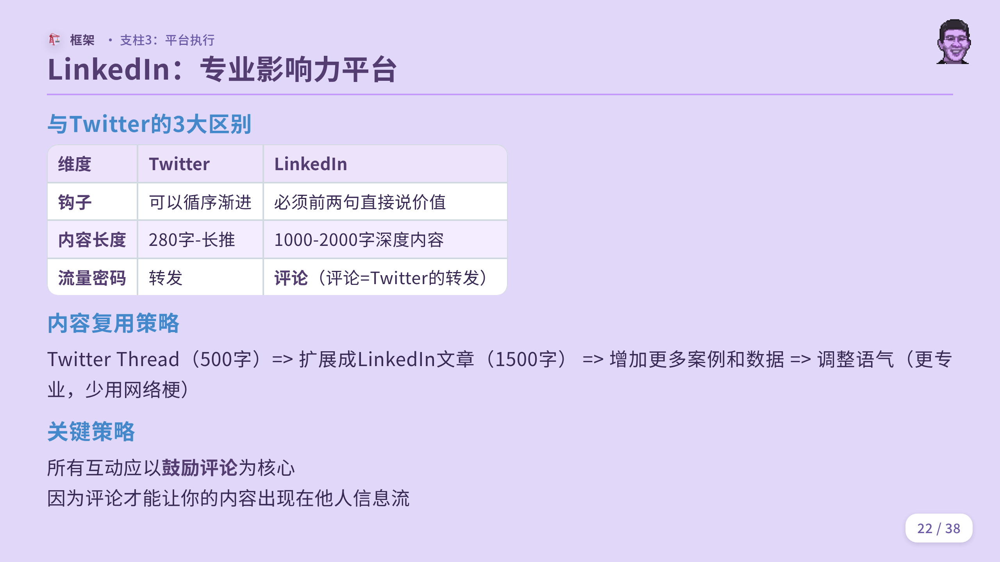 框架 • 支柱3：平台执行
LinkedIn：专业影响力平台
与Twitter的3大区别
维度 Twitter LinkedIn
钩子 可以循序渐进 必须前两句直接说价值
内容长度 280字-长推 1000-2000字深度内容
流量密码 转发 评论（评论=Twitter的转发）
内容复用策略
Twitter Thread（500字）=> 扩展成LinkedIn文章（1500字） => 增加更多案例和数据 => 调整语气（更专
业，少用网络梗）
关键策略
所有互动应以鼓励评论为核心
因为评论才能让你的内容出现在他人信息流
22 / 38